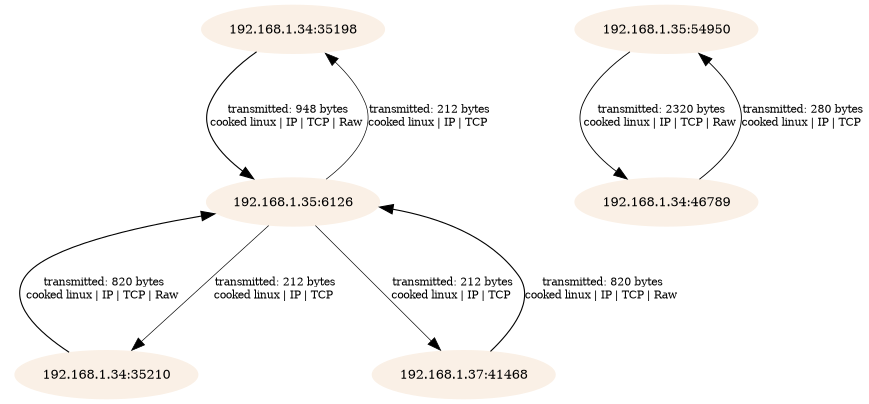 192.168.1.34:35198
192.168.1.35:54950
transmitted: 948 bytes
cooked linux | IP | TCP | Raw
transmitted: 212 bytes
cooked linux | IP | TCP
transmitted: 2320 bytes
cooked linux | IP | TCP | Raw
transmitted: 280 bytes
cooked linux | IP | TCP
192.168.1.35:6126
192.168.1.34:46789
transmitted: 820 bytes
cooked linux | IP | TCP | Raw
transmitted: 212 bytes
cooked linux | IP | TCP
transmitted: 212 bytes
cooked linux | IP | TCP
transmitted: 820 bytes
cooked linux | IP | TCP | Raw
192.168.1.34:35210
192.168.1.37:41468